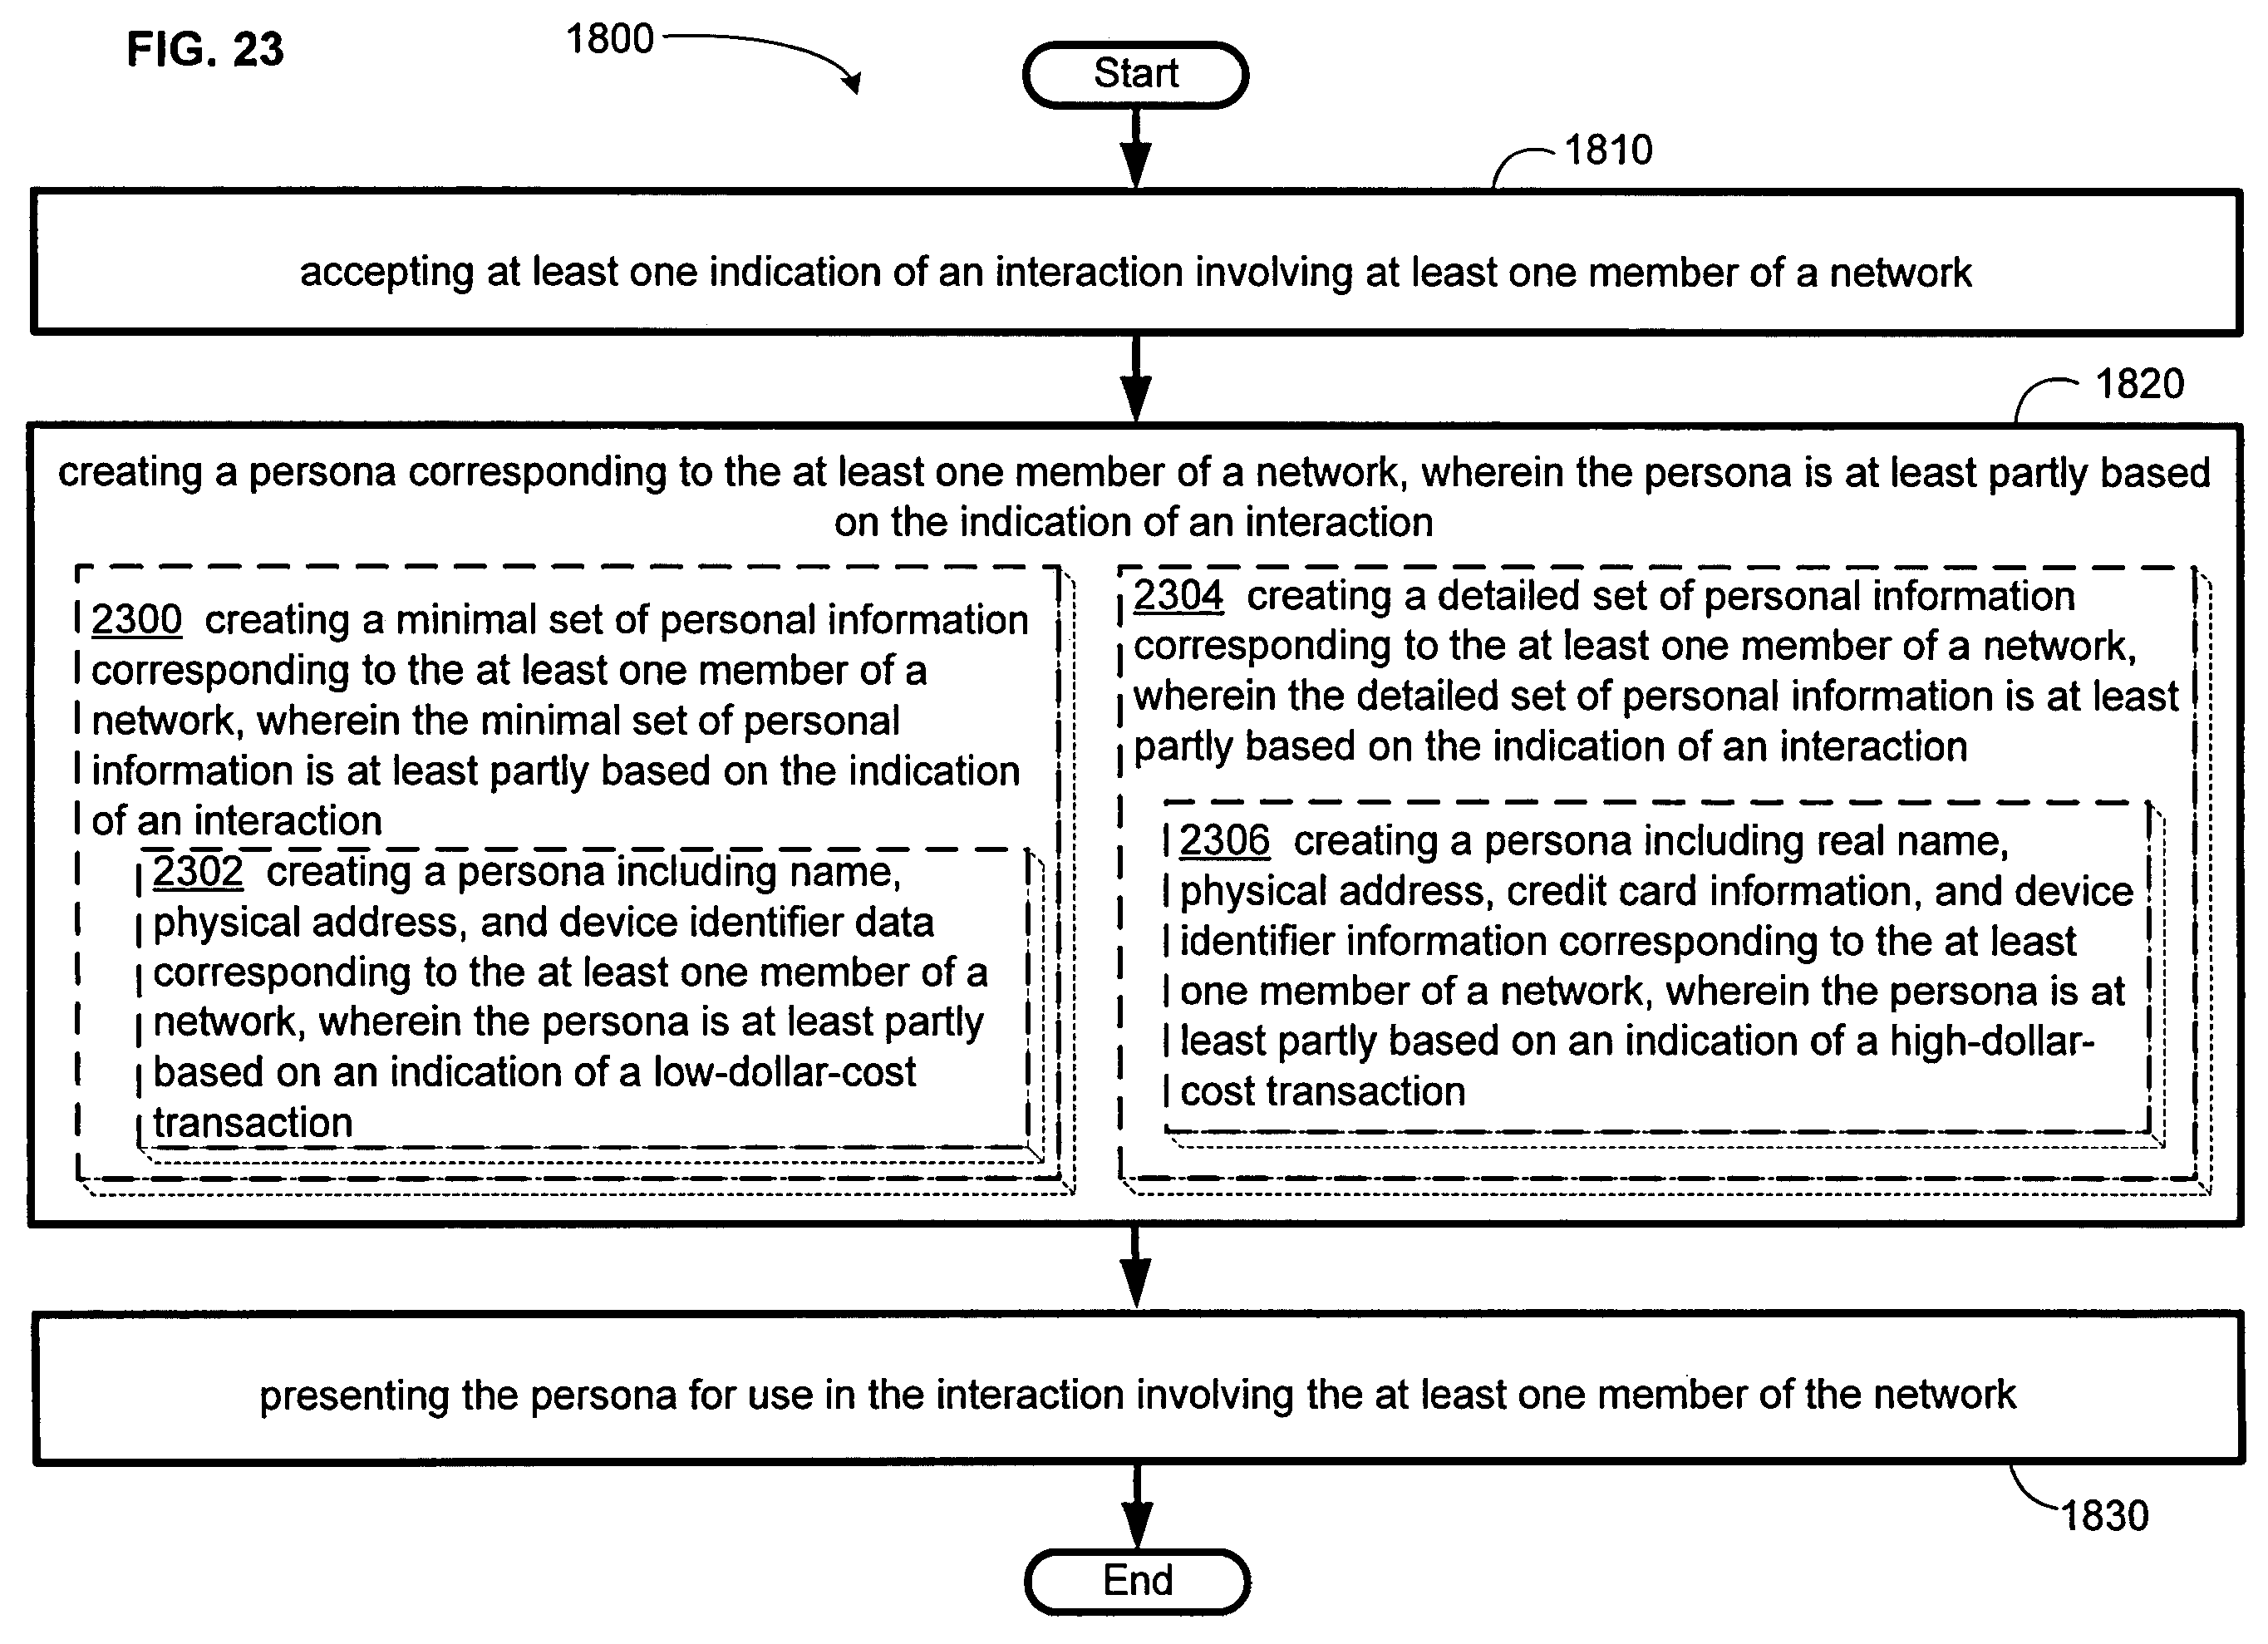 FIG. 23
1800
Start
1810
accepting at least one indication of an interaction involving at least one member of a network
1820
creating a persona corresponding to the at least one member of a network, wherein the persona is at least partly based
on the indication of an interaction
2300 creating a minimal set of personal information
corresponding to the at least one member of a
network, wherein the minimal set of personal
information is at least partly based on the indication
of an interaction
2302 creating a persona including name,
physical address, and device identifier data
corresponding to the at least one member of a
network, wherein the persona is at least partly
based on an indication of a low-dollar-cost
transaction
2304 creating a detailed set of personal information
corresponding to the at least one member of a network,
wherein the detailed set of personal information is at least
partly based on the indication of an interaction
2306 creating a persona including real name,
physical address, credit card information, and device
identifier information corresponding to the at least
one member of a network, wherein the persona is at
least partly based on an indication of a high-dollar-
cost transaction
presenting the persona for use in the interaction involving the at least one member of the network
1830
End